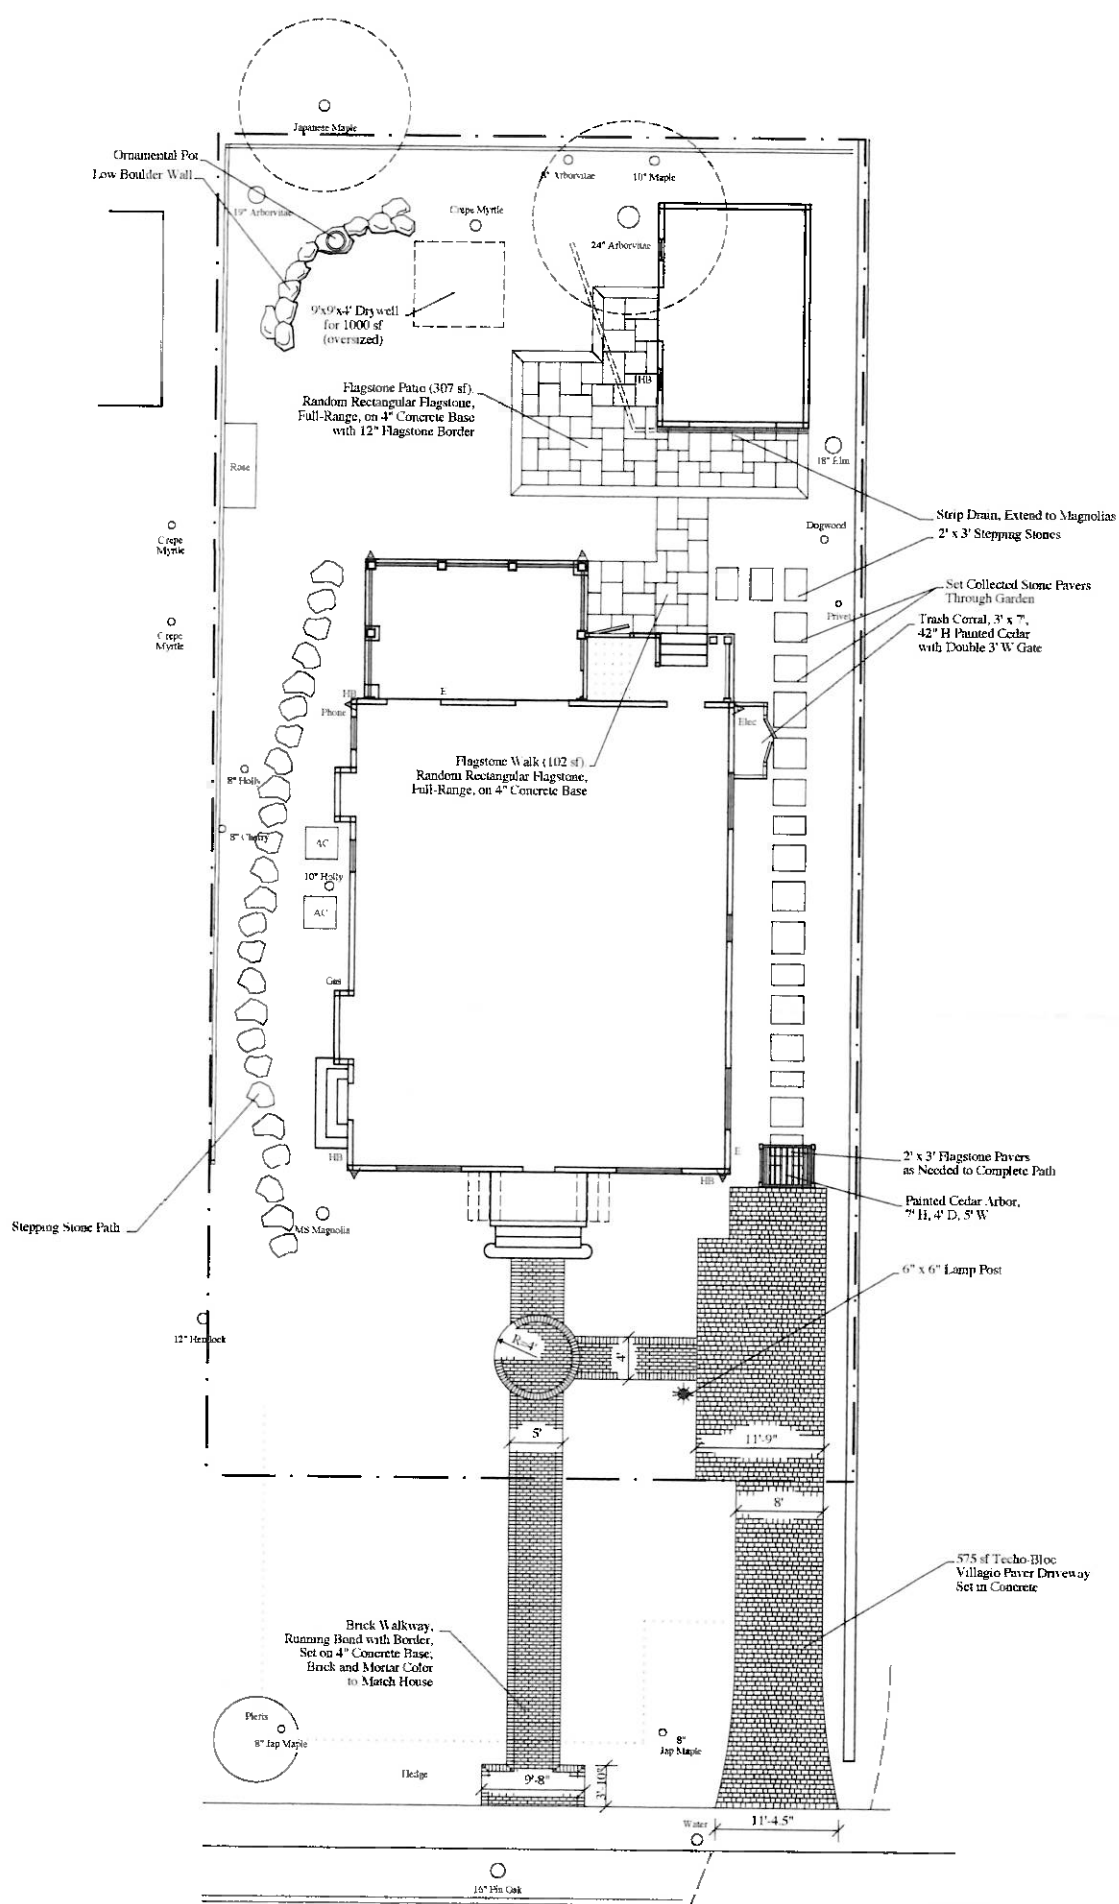 Japanese Maple
Ornamental Pot
Low Boulder Wall
19" Arborvitae
8" Arborvitae
10" Maple
Crepe Myrtle
24" Arborvitae
9'x9'x4' Drywell
for 1000 sf
(oversized)
HB
Flagstone Patio (307 sf)
Random Rectangular Flagstone,
Full-Range, on 4" Concrete Base
with 12" Flagstone Border
18" Elm
Rose
Strip Drain, Extend to Magnolias
2' x 3' Stepping Stones
Dogwood
Crepe
Myrtle
Set Collected Stone Pavers
Through Garden
Privet
Trash Corral, 3' x 7',
42" H Painted Cedar
with Double 3' W Gate
Crepe
Myrtle
HB
E
Phone
Elec
Flagstone Walk (102 sf)
Random Rectangular Flagstone,
Full-Range, on 4" Concrete Base
8" Holly
8" Cherry
AC
10" Holly
AC
Gas
HB
E
HB
2' x 3' Flagstone Pavers
as Needed to Complete Path
Painted Cedar Arbor,
7' H, 4' D, 5' W
Stepping Stone Path
MS Magnolia
6" x 6" Lamp Post
12" Hemlock
R=4'
4'
5'
11'-9"
8'
575 sf Techo-Bloc
Villagio Paver Driveway
Set in Concrete
Brick Walkway,
Running Bond with Border,
Set on 4" Concrete Base;
Brick and Mortar Color
to Match House
Pieris
8" Jap Maple
8"
Jap Maple
Hedge
9'-8"
3'-10"
11'-4.5"
Water
16" Pin Oak